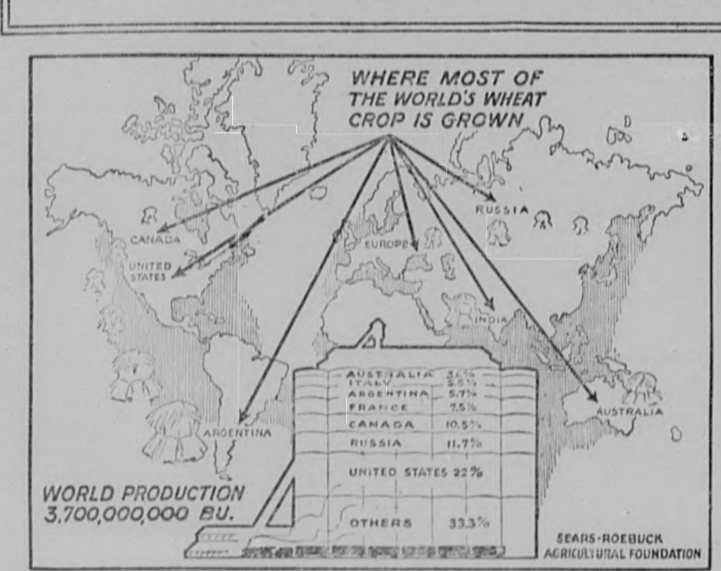 WHERE MOST OF
THE WORLD'S WHEAT
CROP IS GROWN
RUSSIA
CANADA
EUROPE
UNITED
STATES
INDIA
AUSTRALIA
ARGENTINA
AUSTRALIA
ITALY
ARGENTINA 5.7%
FRANCE 7.5%
CANADA 10.5%
RUSSIA 11.7%
UNITED STATES 22%
OTHERS 33.3%
WORLD PRODUCTION
3,700,000,000 BU.
SEARS-ROEBUCK
AGRICULTURAL FOUNDATION